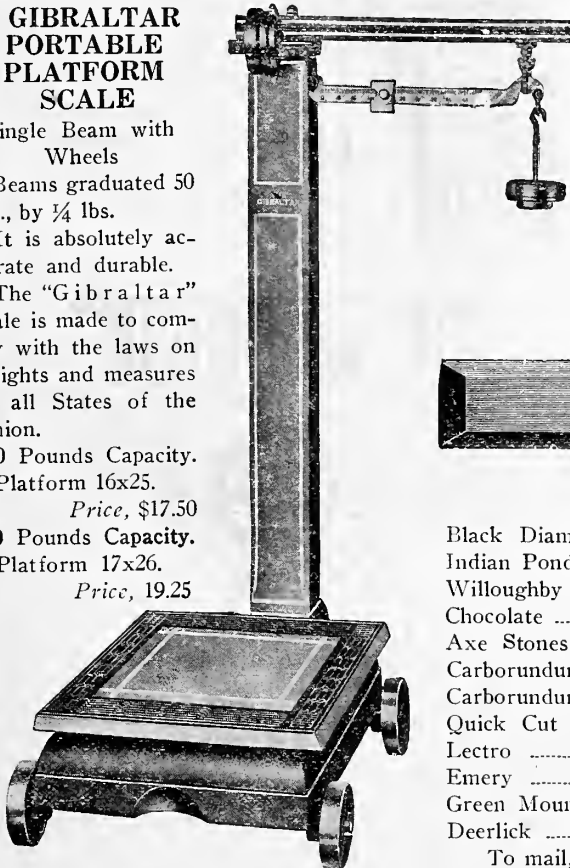 GIBRALTAR
PORTABLE
PLATFORM
SCALE
ingle Beam with
Wheels
Beams graduated 50
., by ¼ lbs.
It is absolutely ac-
rate and durable.
The "Gibraltar"
ale is made to com-
with the laws on
ights and measures
all States of the
nion.
0 Pounds Capacity.
Platform 16x25.
Price, $17.50
0 Pounds Capacity.
Platform 17x26.
Price, 19.25
GIBRALTAR
Black Diam
Indian Pond
Willoughby
Chocolate ...
Axe Stones
Carborundu
Carborundu
Quick Cut
Lectro ........
Emery ........
Green Moun
Deerlick .....
To mail,